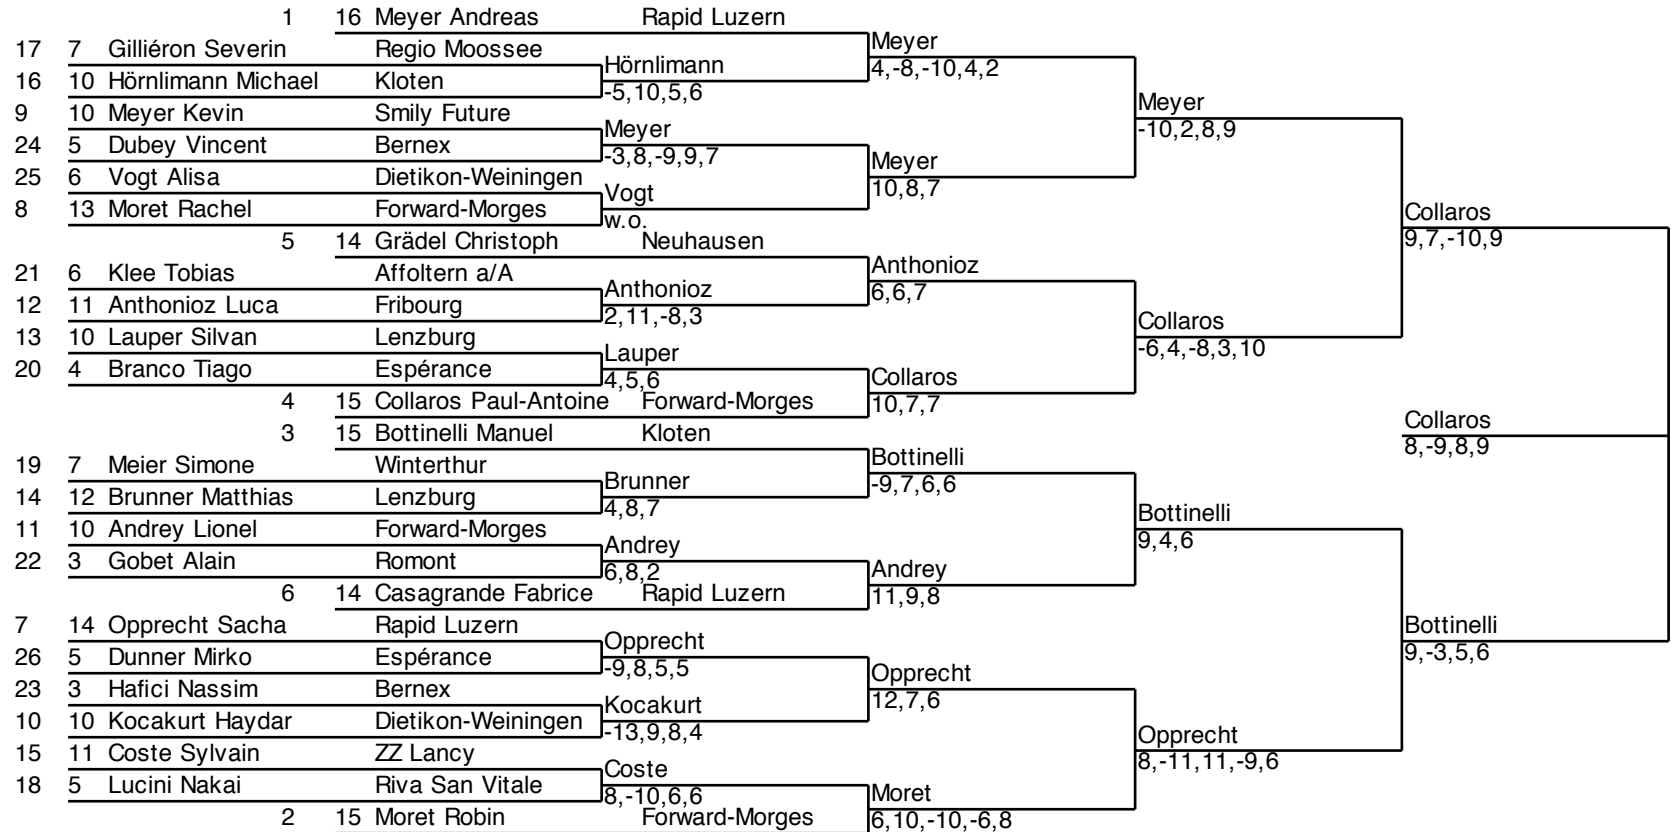 1 16 Meyer Andreas Rapid Luzern
17 7 Gilliéron Severin Regio Moossee
16 10 Hörnlimann Michael Kloten
9 10 Meyer Kevin Smily Future
24 5 Dubey Vincent Bernex
25 6 Vogt Alisa Dietikon-Weiningen
8 13 Moret Rachel Forward-Morges
5 14 Grädel Christoph Neuhausen
21 6 Klee Tobias Affoltern a/A
12 11 Anthonioz Luca Fribourg
13 10 Lauper Silvan Lenzburg
20 4 Branco Tiago Espérance
4 15 Collaros Paul-Antoine Forward-Morges
3 15 Bottinelli Manuel Kloten
19 7 Meier Simone Winterthur
14 12 Brunner Matthias Lenzburg
11 10 Andrey Lionel Forward-Morges
22 3 Gobet Alain Romont
6 14 Casagrande Fabrice Rapid Luzern
7 14 Opprecht Sacha Rapid Luzern
26 5 Dunner Mirko Espérance
23 3 Hafici Nassim Bernex
10 10 Kocakurt Haydar Dietikon-Weiningen
15 11 Coste Sylvain ZZ Lancy
18 5 Lucini Nakai Riva San Vitale
2 15 Moret Robin Forward-Morges
Hörnlimann
-5,10,5,6
Meyer
-3,8,-9,9,7
Vogt
w.o.
Anthonioz
2,11,-8,3
Lauper
4,5,6
Brunner
4,8,7
Andrey
6,8,2
Opprecht
-9,8,5,5
Kocakurt
-13,9,8,4
Coste
8,-10,6,6
Meyer
4,-8,-10,4,2
Meyer
10,8,7
Anthonioz
6,6,7
Collaros
10,7,7
Bottinelli
-9,7,6,6
Andrey
11,9,8
Opprecht
12,7,6
Moret
6,10,-10,-6,8
Meyer
-10,2,8,9
Collaros
-6,4,-8,3,10
Bottinelli
9,4,6
Opprecht
8,-11,11,-9,6
Collaros
9,7,-10,9
Bottinelli
9,-3,5,6
Collaros
8,-9,8,9